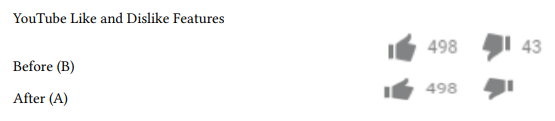 YouTube Like and Dislike Features
498 43
Before (B)
498
After (A)